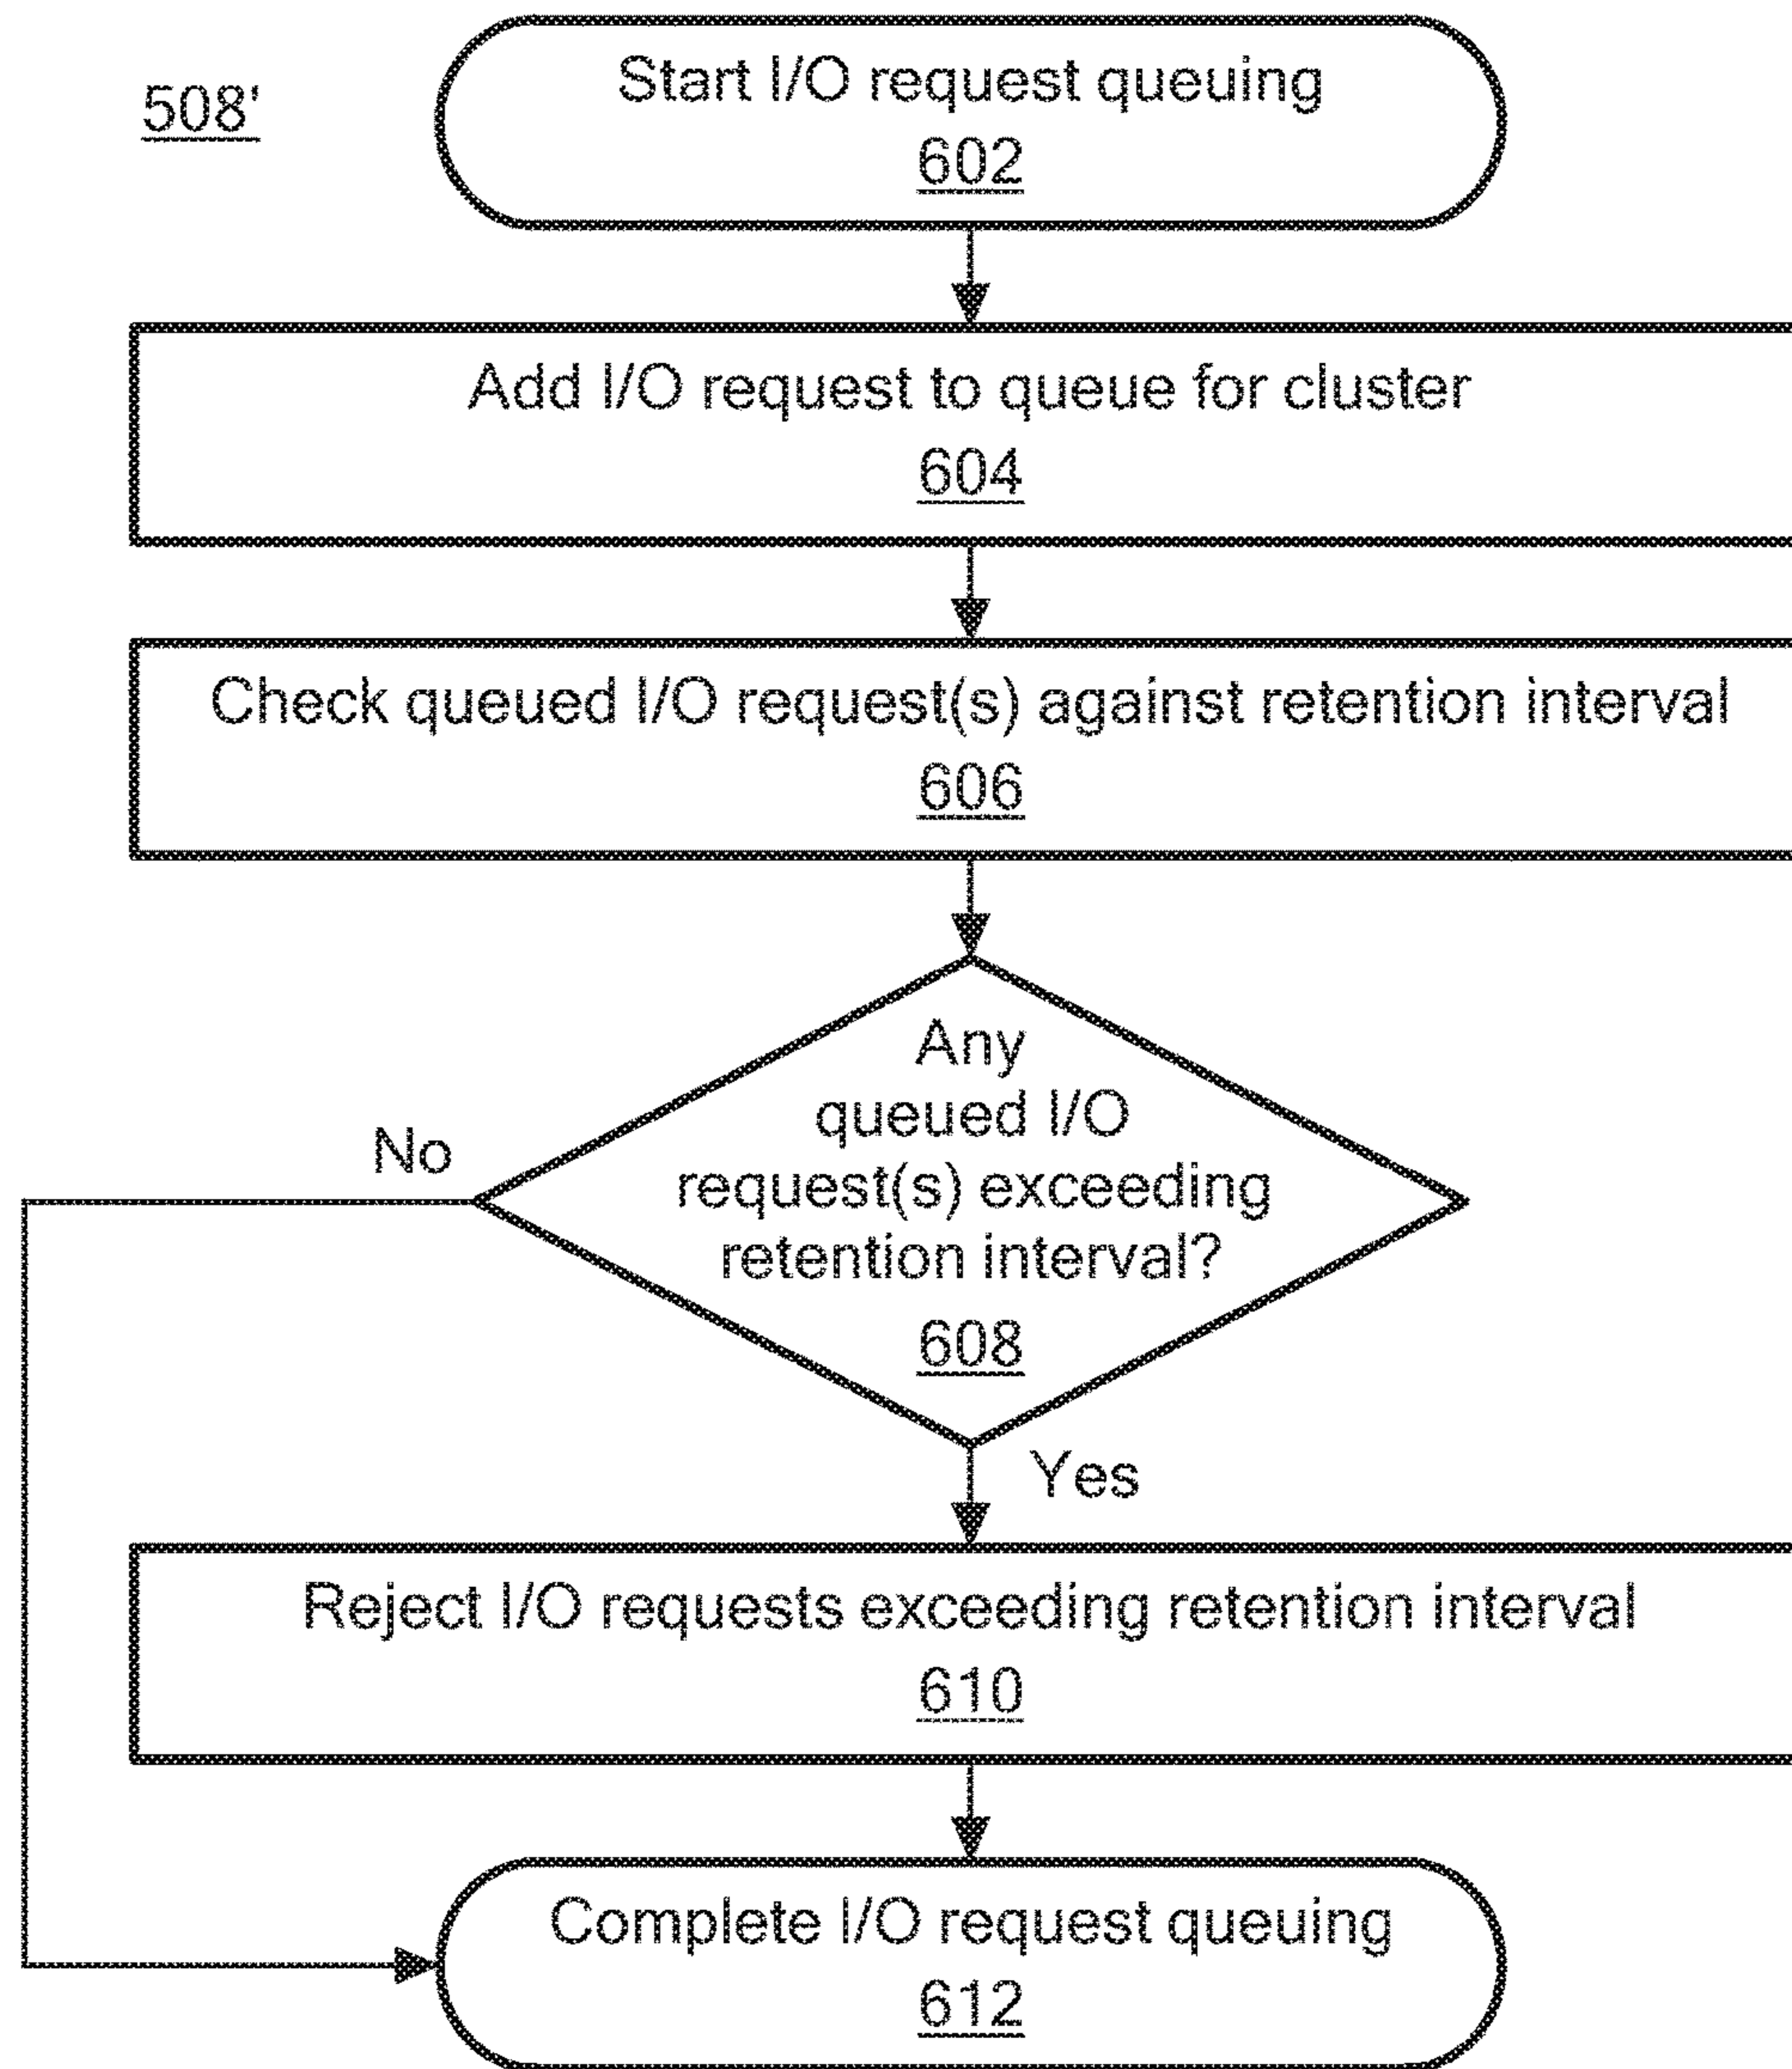 508'
Start I/O request queuing
602
Add I/O request to queue for cluster
604
Check queued I/O request(s) against retention interval
606
Any
queued I/O
request(s) exceeding
retention interval?
608
No
Yes
Reject I/O requests exceeding retention interval
610
Complete I/O request queuing
612